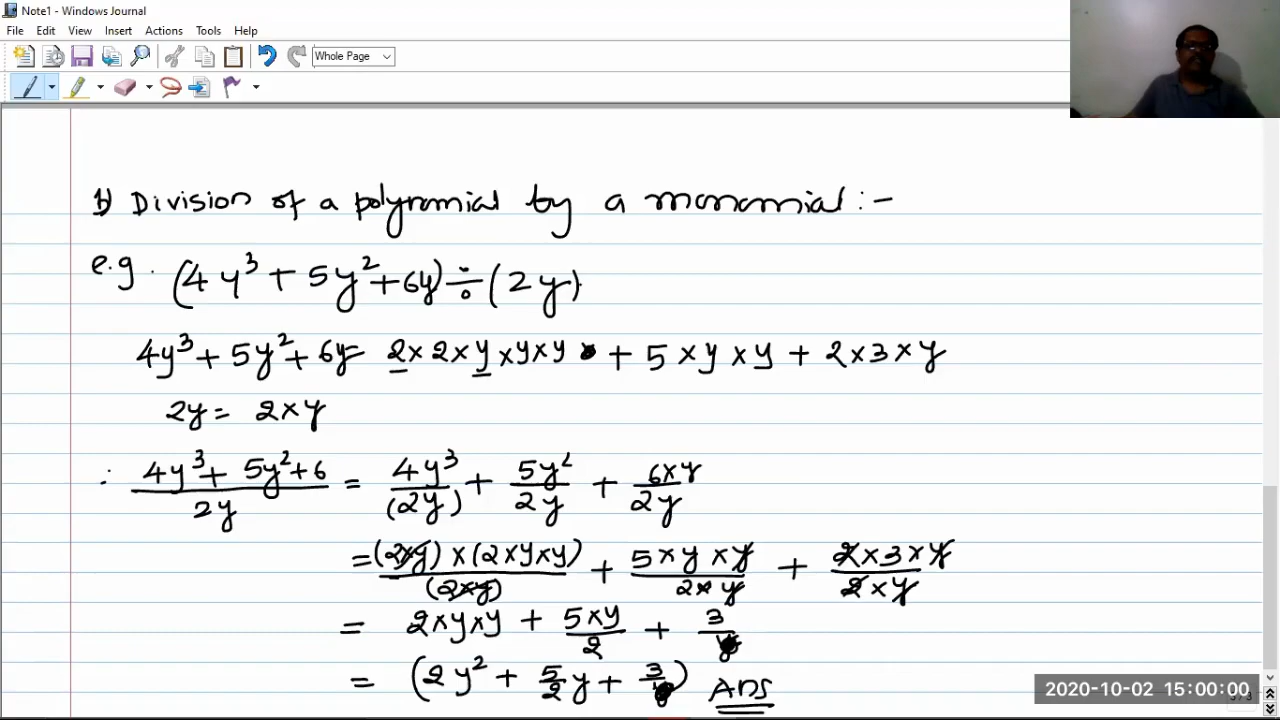 Note1 - Windows Journal
File Edit View Insert Actions Tools Help
Whole Page
1) Division of a polynomial by a monomial :-
e.g. (4y³ + 5y² + 6y) ÷ (2y)
4y³ + 5y² + 6y = 2 × 2 × y × y × y + 5 × y × y + 2 × 3 × y
2y = 2 × y
∴ (4y³ + 5y² + 6)/2y = 4y³/(2y) + 5y²/2y + 6×y/2y
= (2×y) × (2×y×y)/(2×y) + 5×y×y/2×y + 2×3×y/2×y
= 2×y×y + 5×y/2 + 3
= (2y² + 5/2 y + 3) Ans
2020-10-02 15:00:00